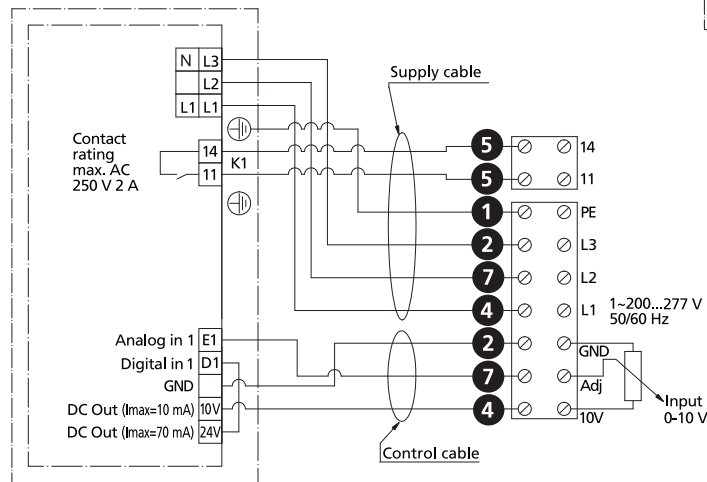 N L3
L2
L1 L1
Supply cable
Contact
rating
max. AC
250 V 2 A
14
K1
11
5 14
5 11
1 PE
2 L3
7 L2
4 L1
1~200...277 V
50/60 Hz
Analog in 1 E1
Digital in 1 D1
GND
DC Out (Imax=10 mA) 10V
DC Out (Imax=70 mA) 24V
2 GND
7 Adj
4 10V
Input
0-10 V
Control cable